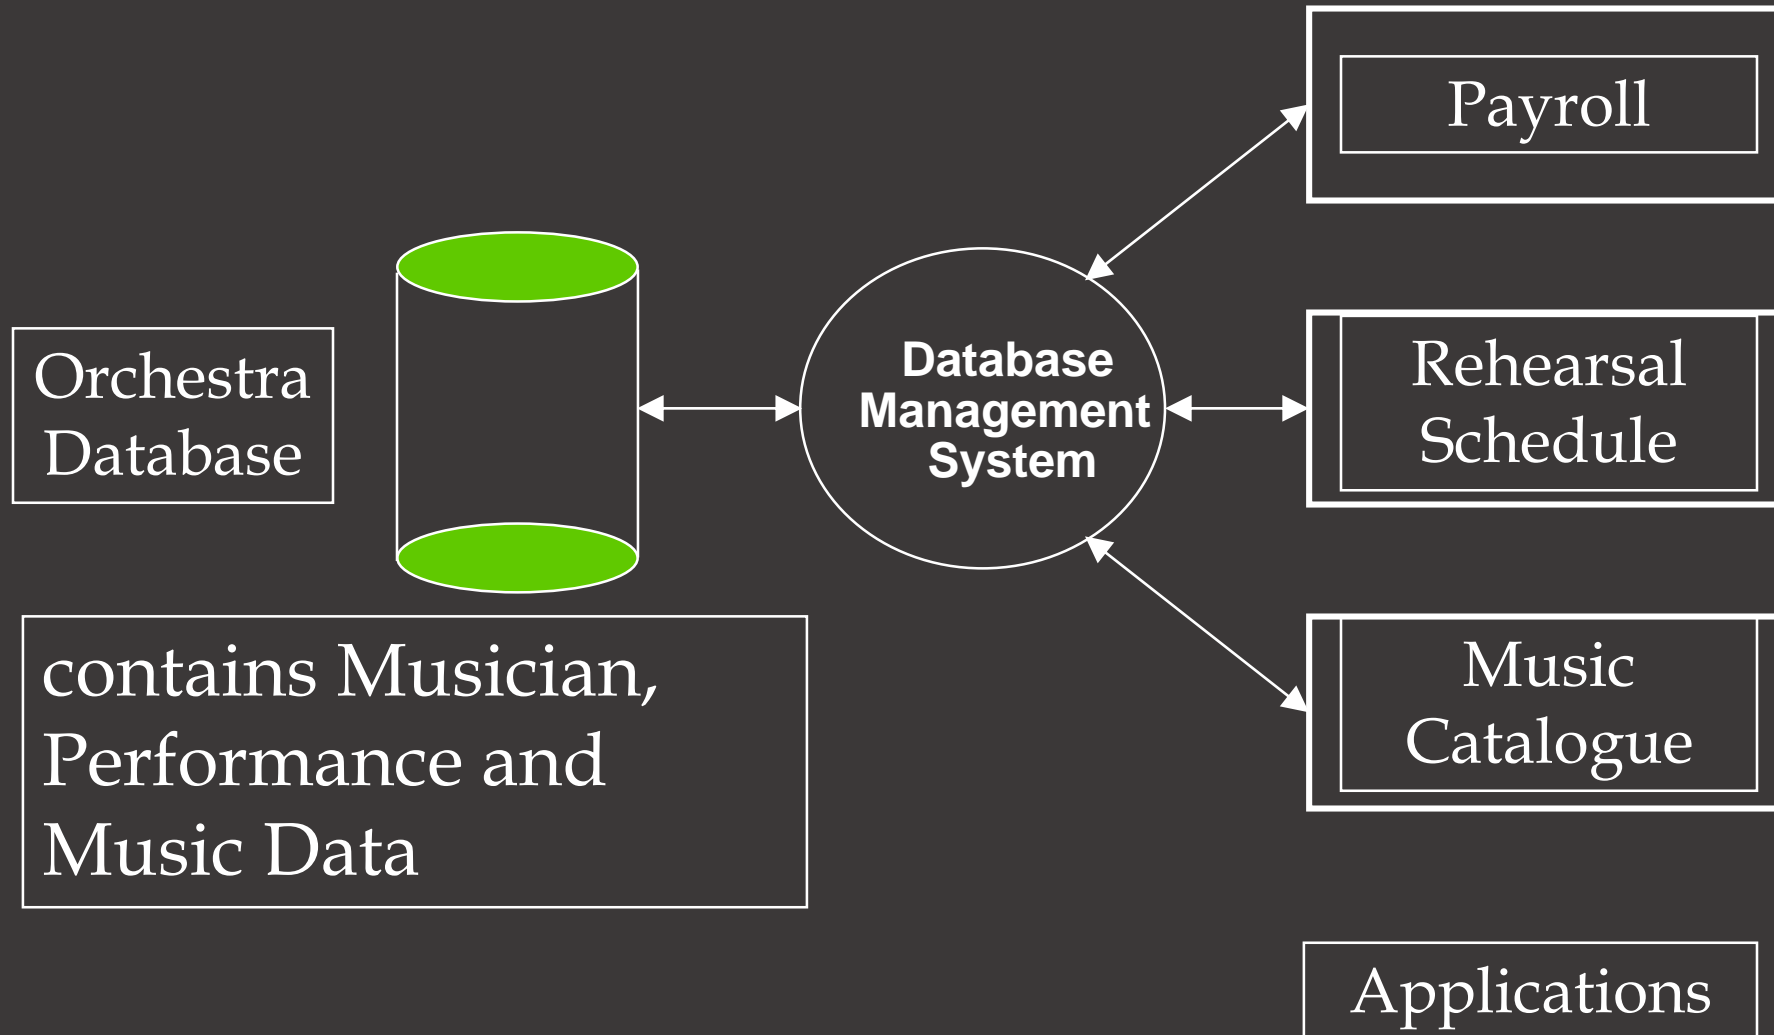 Payroll
Orchestra
Database
Database
Management
System
Rehearsal
Schedule
contains Musician,
Performance and
Music Data
Music
Catalogue
Applications